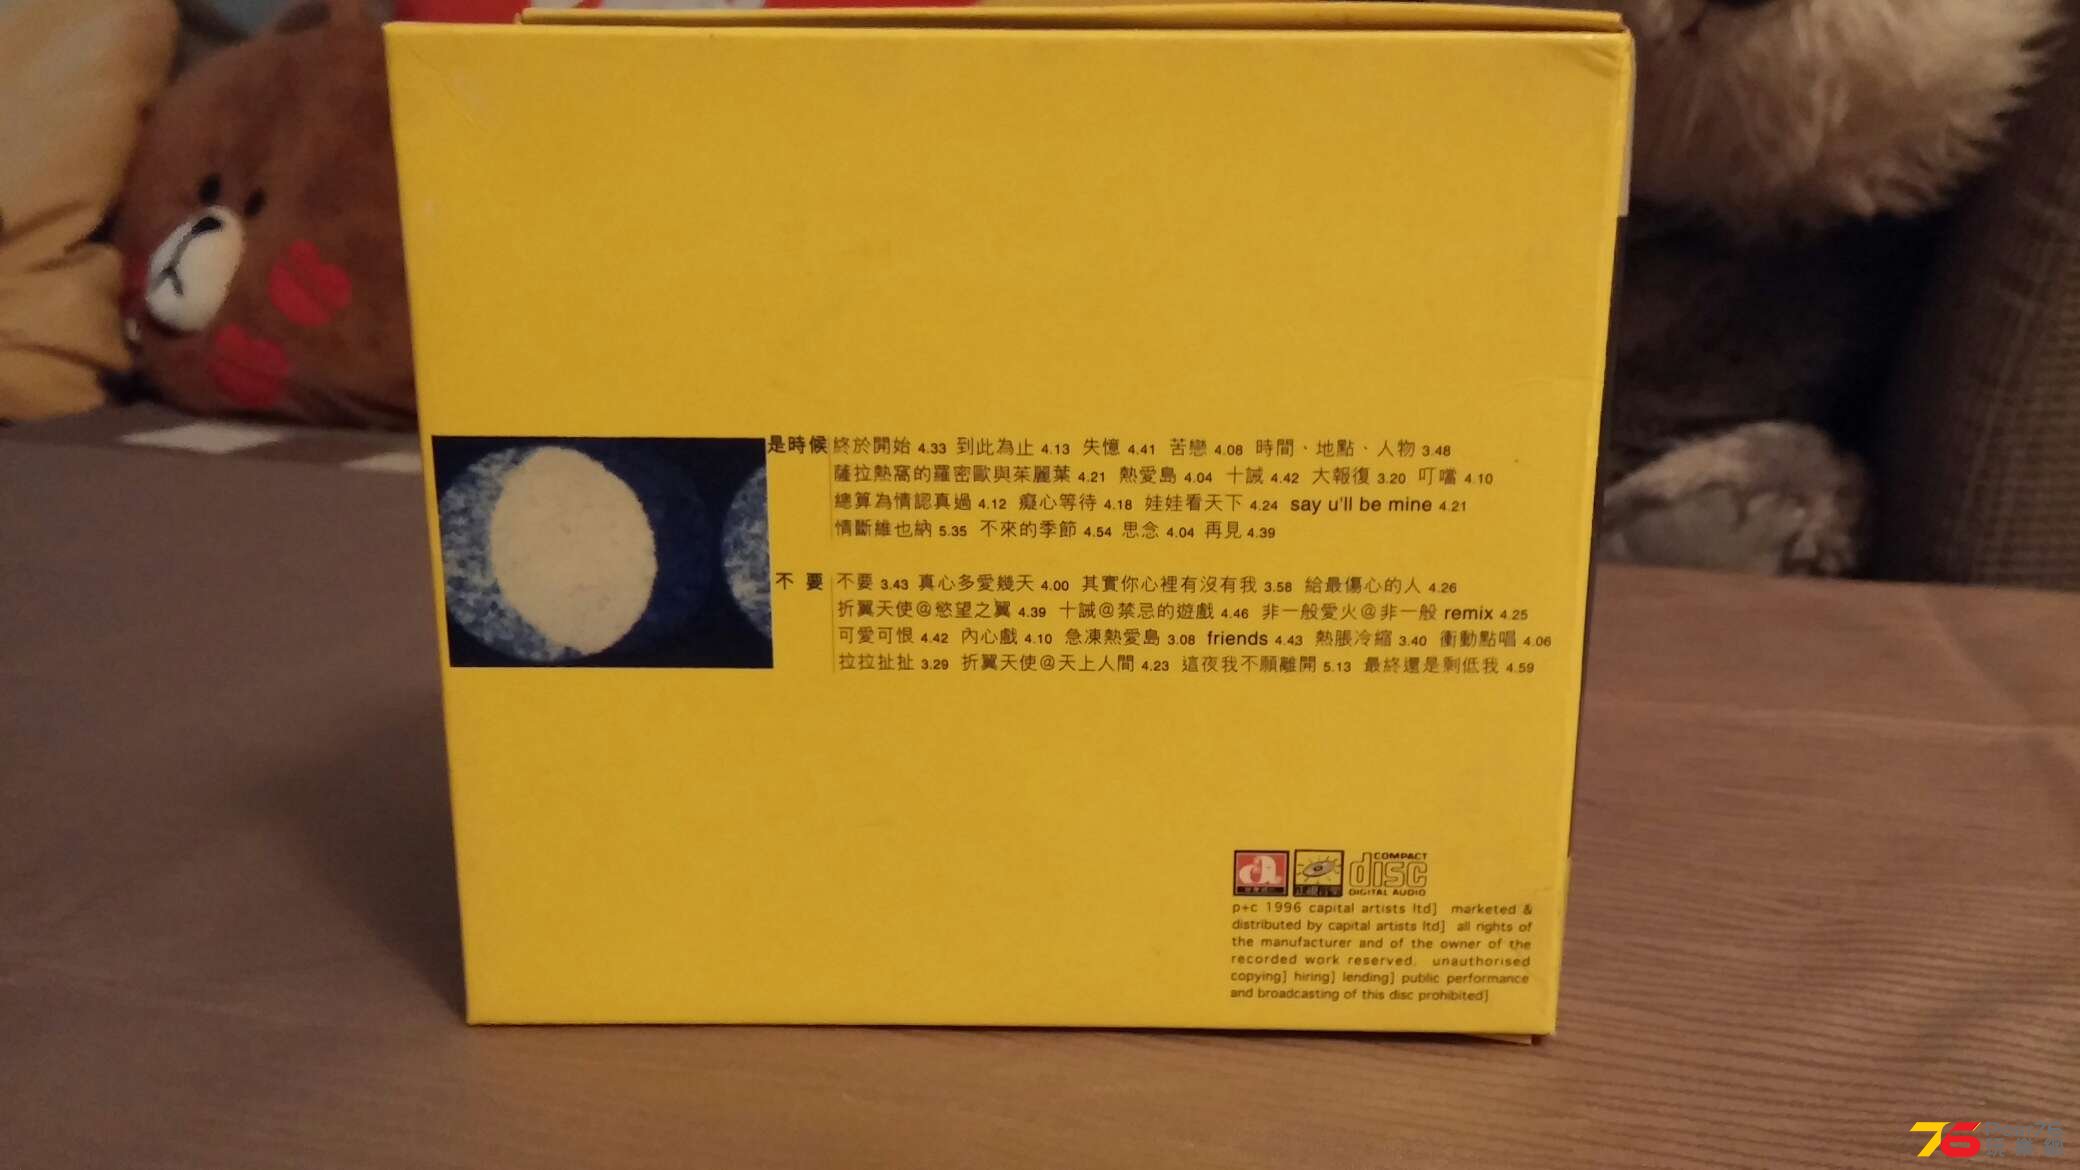 是時候 終於開始 4.33 到此為止 4.13 失憶 4.41 苦戀 4.08 時間、地點、人物 3.48
薩拉熱窩的羅密歐與茱麗葉 4.21 熱愛島 4.04 十誡 4.42 大報復 3.20 叮噹 4.10
總算為情認真過 4.12 癡心等待 4.18 娃娃看天下 4.24 say u'll be mine 4.21
情斷維也納 5.35 不來的季節 4.54 思念 4.04 再見 4.39
不要 不要 3.43 真心多愛幾天 4.00 其實你心裡有沒有我 3.58 給最傷心的人 4.26
折翼天使@慾望之翼 4.39 十誡@禁忌的遊戲 4.46 非一般愛火@非一般 remix 4.25
可愛可恨 4.42 內心戲 4.10 急凍熱愛島 3.08 friends 4.43 熱脹冷縮 3.40 衝動點唱 4.06
拉拉扯扯 3.29 折翼天使@天上人間 4.23 這夜我不願離開 5.13 最終還是剩低我 4.59
a
COMPACT
disc
DIGITAL AUDIO
p+c 1996 capital artists ltd] marketed &
distributed by capital artists ltd] all rights of
the manufacturer and of the owner of the
recorded work reserved. unauthorised
copying] hiring] lending] public performance
and broadcasting of this disc prohibited]
76